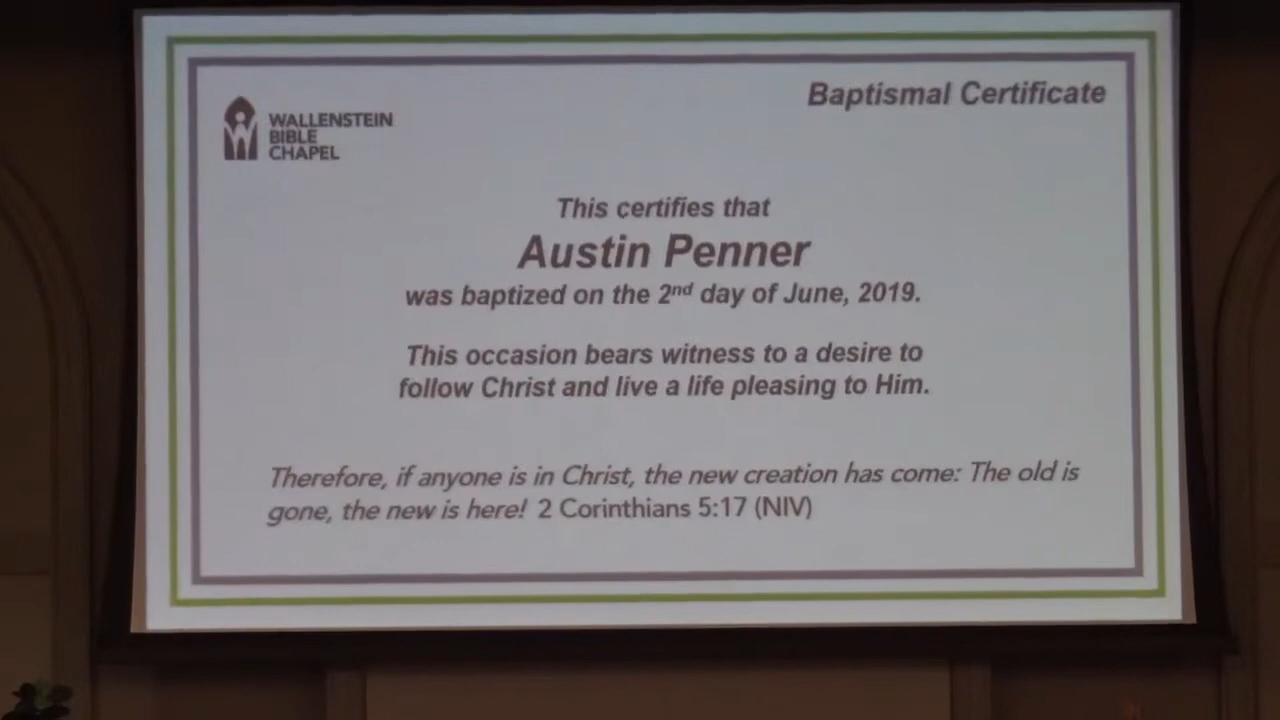 Baptismal Certificate
WALLENSTEIN
BIBLE
CHAPEL
This certifies that
Austin Penner
was baptized on the 2nd day of June, 2019.
This occasion bears witness to a desire to
follow Christ and live a life pleasing to Him.
Therefore, if anyone is in Christ, the new creation has come: The old is
gone, the new is here! 2 Corinthians 5:17 (NIV)